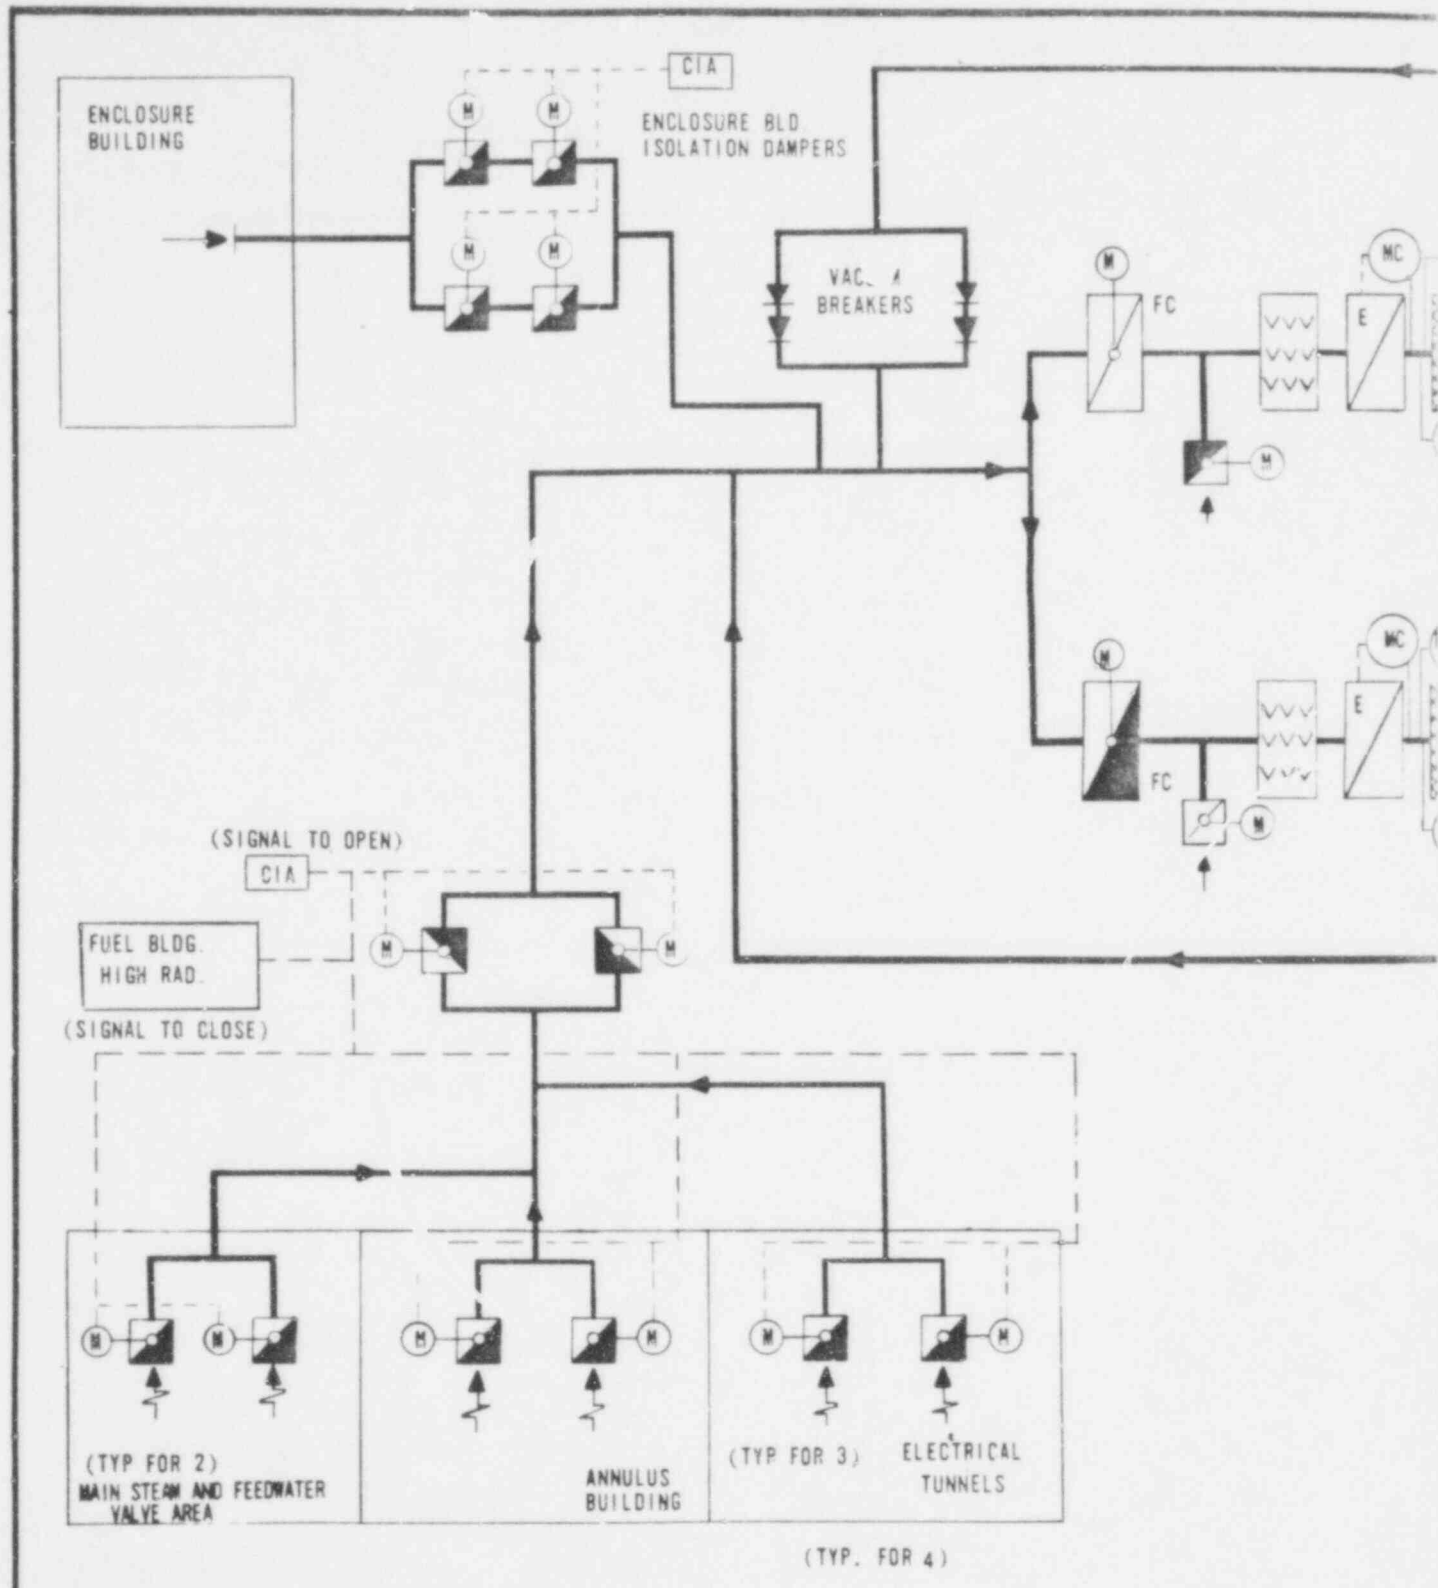 CIA
ENCLOSURE
BUILDING
M
M
ENCLOSURE BLD.
ISOLATION DAMPERS
M
M
BREAKERS
M
FC
E
MC
M
M
FC
E
MC
M
(SIGNAL TO OPEN)
CIA
FUEL BLDG.
HIGH RAD.
(SIGNAL TO CLOSE)
M
M
M
M
M
M
M
M
(TYP FOR 2)
MAIN STEAM AND FEEDWATER
VALVE AREA
ANNULUS
BUILDING
(TYP FOR 3)
ELECTRICAL
TUNNELS
(TYP. FOR 4)